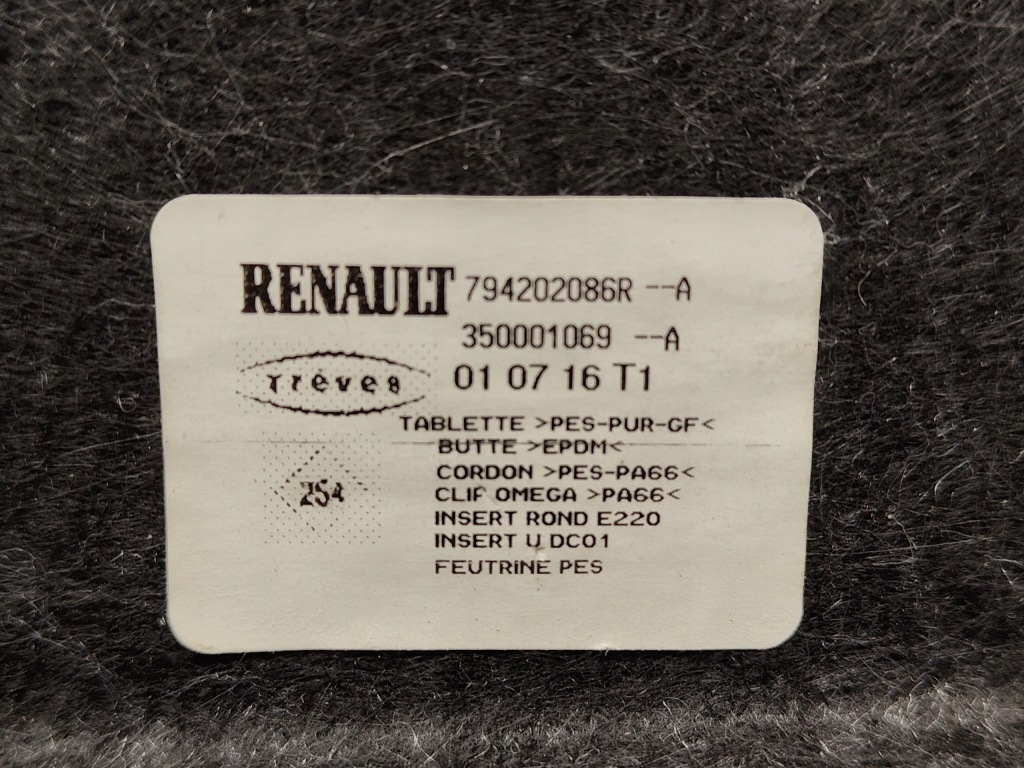 RENAULT 794202086R --A
350001069 --A
Treves 01 07 16 T1
TABLETTE >PES-PUR-GF<
BUTTE >EPDM<
CORDON >PES-PA66<
254 CLIF OMEGA >PA66<
INSERT ROND E220
INSERT U DC01
FEUTRINE PES